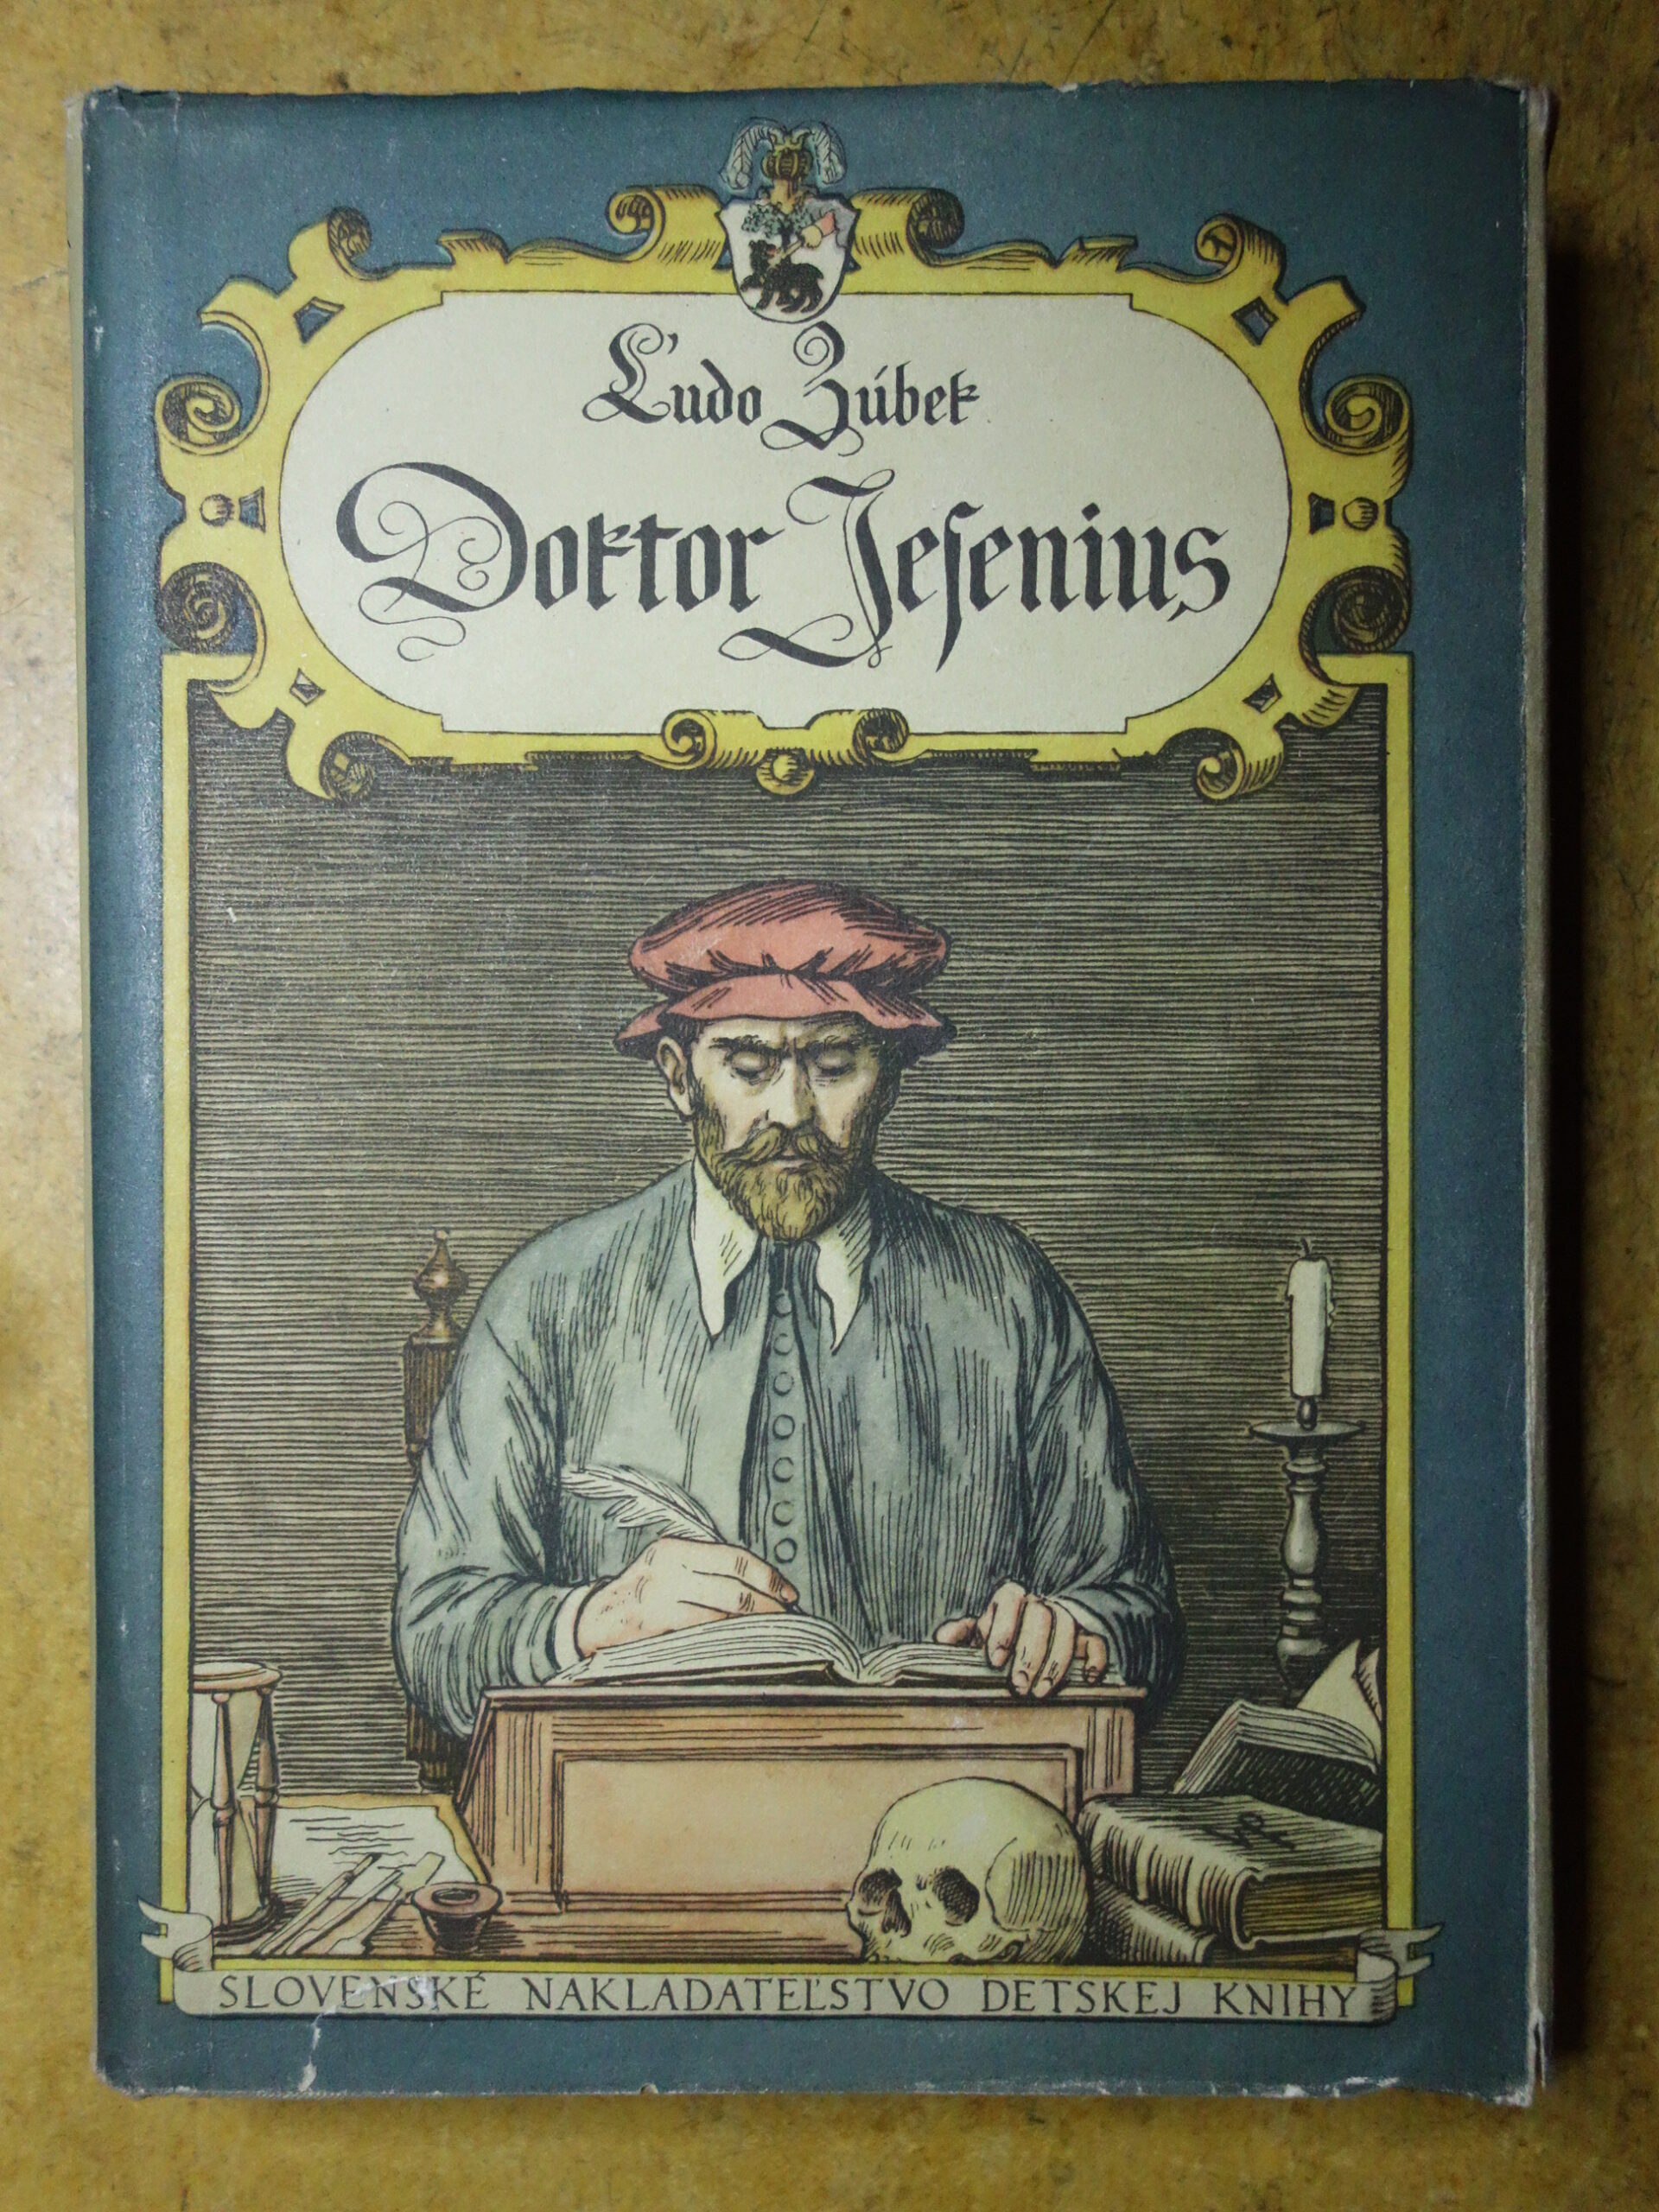 Ľudo Zúbek
Doktor Jeſenius
SLOVENSKÉ NAKLADATEĽSTVO DETSKEJ KNIHY